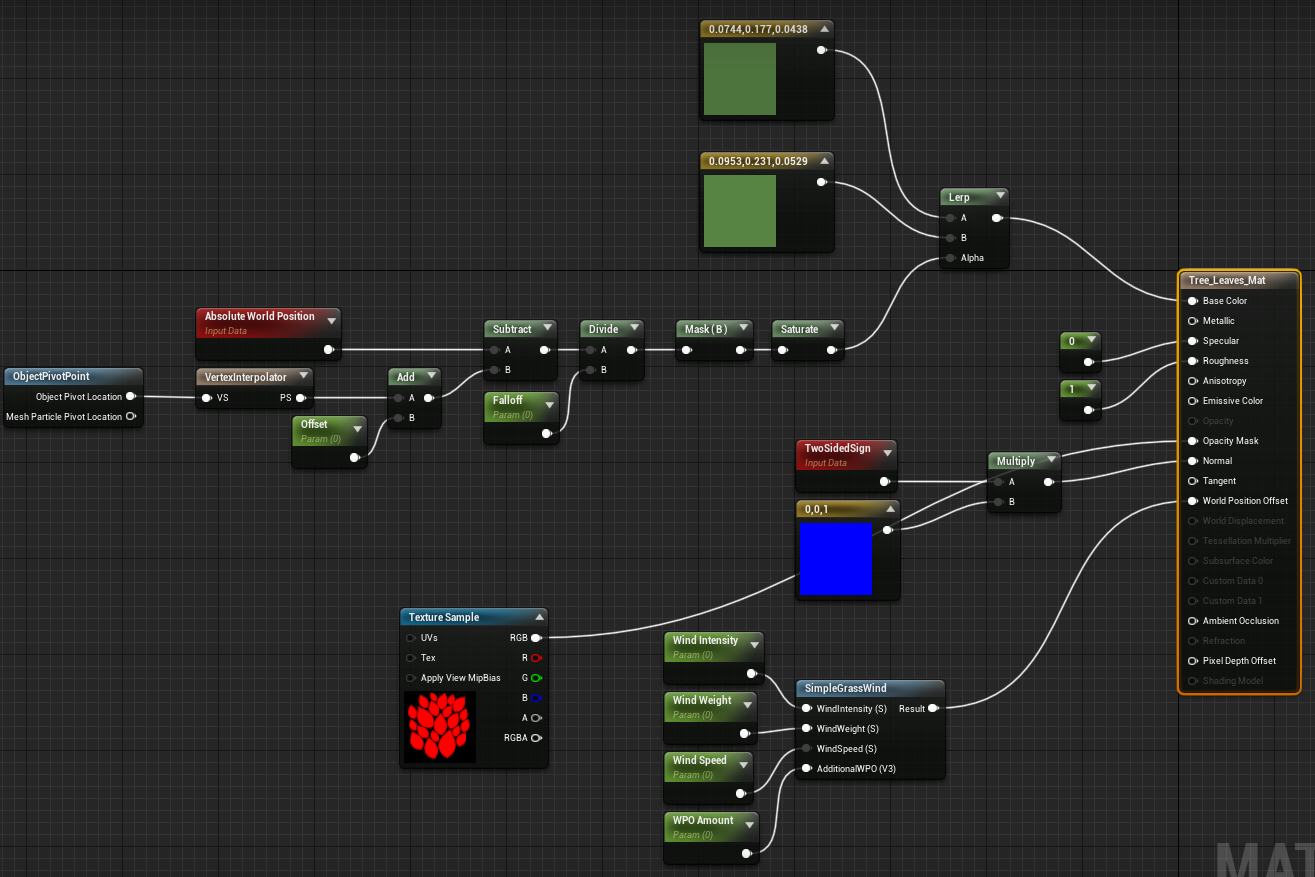 0.0744,0.177,0.0438
0.0953,0.231,0.0529
Lerp
A
B
Alpha
Tree_Leaves_Mat
Base Color
Metallic
Specular
Roughness
Anisotropy
Emissive Color
Opacity
Opacity Mask
Normal
Tangent
World Position Offset
World Displacement
Tessellation Multiplier
Subsurface Color
Custom Data 0
Custom Data 1
Ambient Occlusion
Refraction
Pixel Depth Offset
Shading Model
0
1
Absolute World Position
Input Data
Subtract
A
B
Divide
A
B
Mask ( B )
Saturate
ObjectPivotPoint
Object Pivot Location
Mesh Particle Pivot Location
VertexInterpolator
VS PS
Add
A
B
Offset
Param (0)
Falloff
Param (0)
TwoSidedSign
Input Data
Multiply
A
B
0,0,1
Texture Sample
UVs RGB
Tex R
Apply View MipBias G
B
A
RGBA
Wind Intensity
Param (0)
Wind Weight
Param (0)
Wind Speed
Param (0)
WPO Amount
Param (0)
SimpleGrassWind
WindIntensity (S) Result
WindWeight (S)
WindSpeed (S)
AdditionalWPO (V3)
MAT